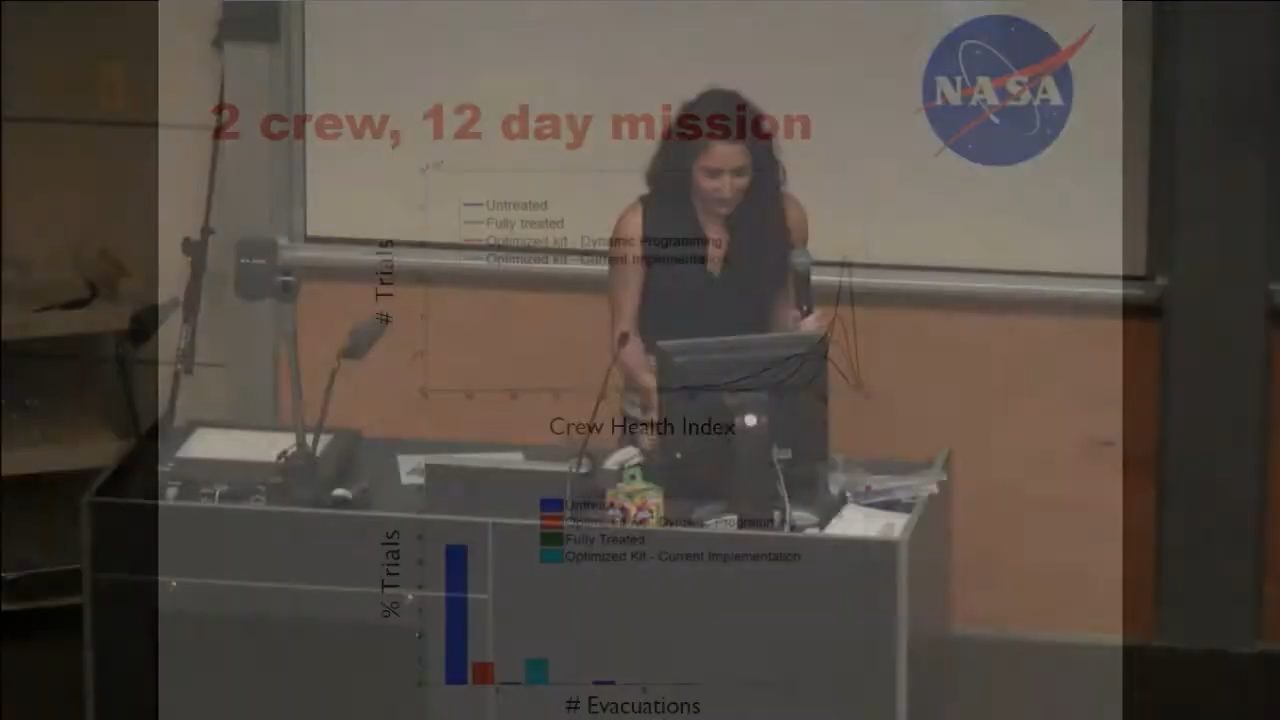 NASA
2 crew, 12 day mission
Untreated
Fully treated
Optimized kit - Dynamic Programming
Optimized kit - Current Implementation
# Trials
Crew Health Index
Fully Treated
Optimized Kit - Current Implementation
% Trials
# Evacuations